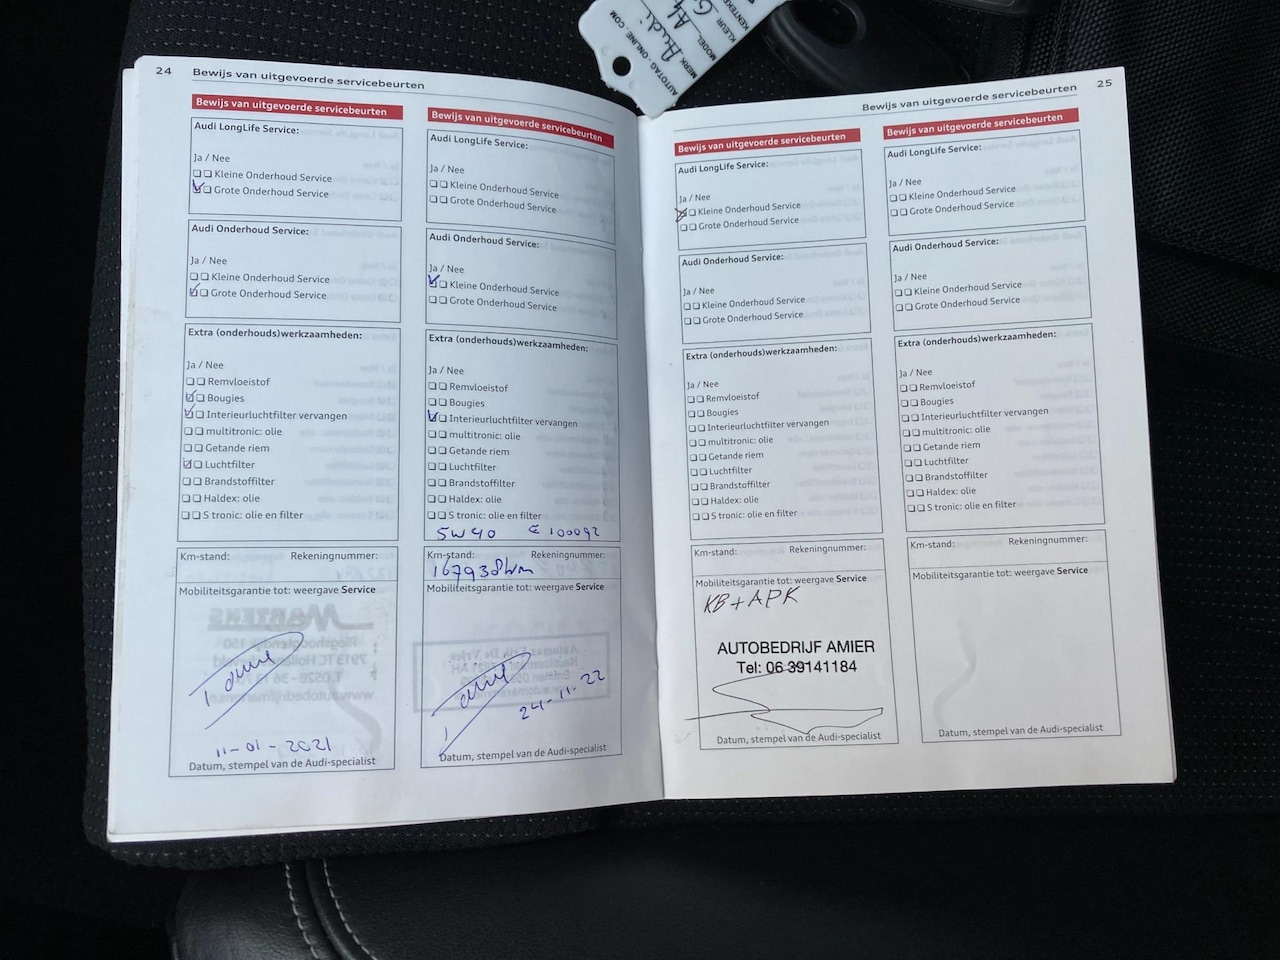 24 Bewijs van uitgevoerde servicebeurten
Bewijs van uitgevoerde servicebeurten
Audi LongLife Service:
Ja / Nee
Kleine Onderhoud Service
Grote Onderhoud Service
Audi Onderhoud Service:
Ja / Nee
Kleine Onderhoud Service
Grote Onderhoud Service
Extra (onderhouds)werkzaamheden:
Ja / Nee
Remvloeistof
Bougies
Interieurluchtfilter vervangen
multitronic: olie
Getande riem
Luchtfilter
Brandstoffilter
Haldex: olie
S tronic: olie en filter
Km-stand: Rekeningnummer:
Mobiliteitsgarantie tot: weergave Service
11-01-2021
Datum, stempel van de Audi-specialist
Bewijs van uitgevoerde servicebeurten
Audi LongLife Service:
Ja / Nee
Kleine Onderhoud Service
Grote Onderhoud Service
Audi Onderhoud Service:
Ja / Nee
Kleine Onderhoud Service
Grote Onderhoud Service
Extra (onderhouds)werkzaamheden:
Ja / Nee
Remvloeistof
Bougies
Interieurluchtfilter vervangen
multitronic: olie
Getande riem
Luchtfilter
Brandstoffilter
Haldex: olie
S tronic: olie en filter
5W40 € 100092
Km-stand: Rekeningnummer:
167938km
Mobiliteitsgarantie tot: weergave Service
24-11-22
Datum, stempel van de Audi-specialist
Bewijs van uitgevoerde servicebeurten 25
Bewijs van uitgevoerde servicebeurten
Audi LongLife Service:
Ja / Nee
Kleine Onderhoud Service
Grote Onderhoud Service
Audi Onderhoud Service:
Ja / Nee
Kleine Onderhoud Service
Grote Onderhoud Service
Extra (onderhouds)werkzaamheden:
Ja / Nee
Remvloeistof
Bougies
Interieurluchtfilter vervangen
multitronic: olie
Getande riem
Luchtfilter
Brandstoffilter
Haldex: olie
S tronic: olie en filter
Km-stand: Rekeningnummer:
Mobiliteitsgarantie tot: weergave Service
KB + APK
AUTOBEDRIJF AMIER
Tel: 06 39141184
Datum, stempel van de Audi-specialist
Bewijs van uitgevoerde servicebeurten
Audi LongLife Service:
Ja / Nee
Kleine Onderhoud Service
Grote Onderhoud Service
Audi Onderhoud Service:
Ja / Nee
Kleine Onderhoud Service
Grote Onderhoud Service
Extra (onderhouds)werkzaamheden:
Ja / Nee
Remvloeistof
Bougies
Interieurluchtfilter vervangen
multitronic: olie
Getande riem
Luchtfilter
Brandstoffilter
Haldex: olie
S tronic: olie en filter
Km-stand: Rekeningnummer:
Mobiliteitsgarantie tot: weergave Service
Datum, stempel van de Audi-specialist
AUTOTAG-ONLINE.COM
MERK Audi
MODEL A4
KLEUR